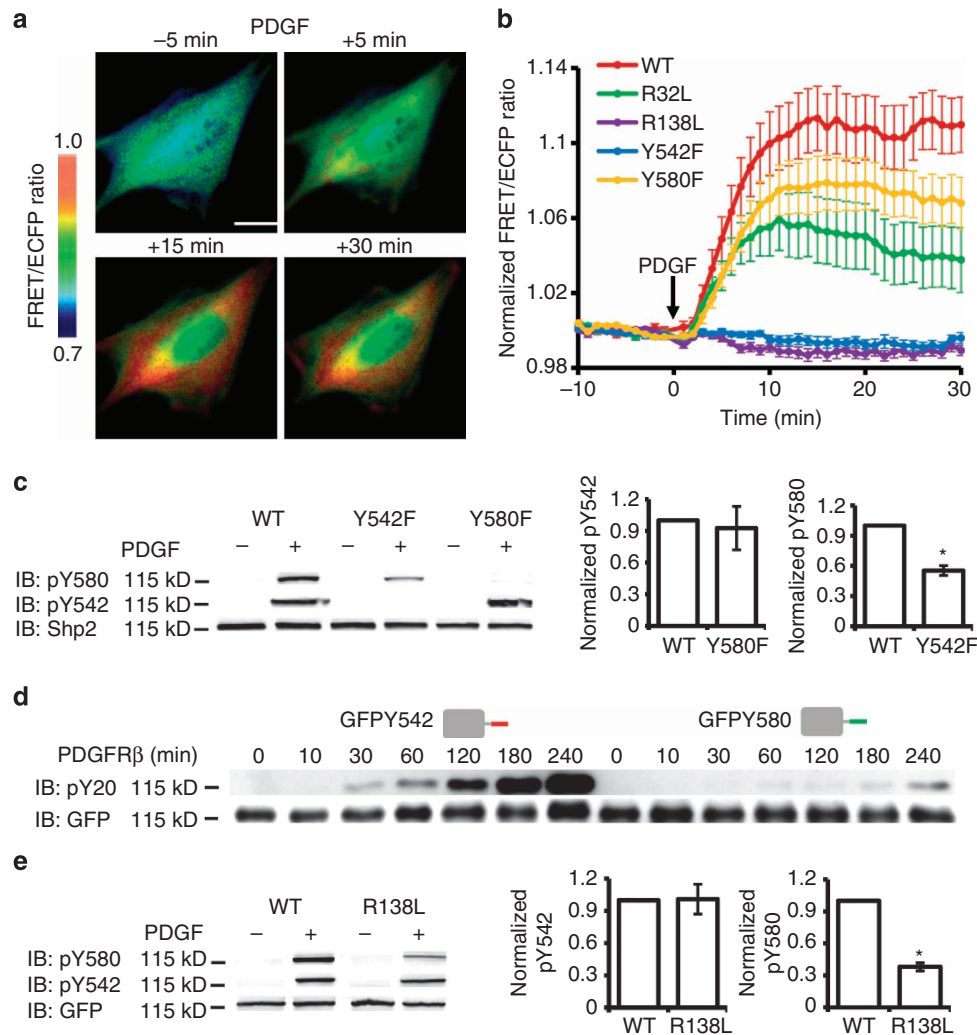 a
PDGF
–5 min
+5 min
1.0
FRET/ECFP ratio
0.7
+15 min
+30 min
b
Normalized FRET/ECFP ratio
1.14
1.1
1.06
1.02
0.98
WT
R32L
R138L
Y542F
Y580F
PDGF
–10
0
10
20
30
Time (min)
c
WT Y542F Y580F
PDGF – + – + – +
IB: pY580 115 kD
IB: pY542 115 kD
IB: Shp2 115 kD
Normalized pY542
1.2
0.9
0.6
0.3
0
WT Y580F
Normalized pY580
1.2
0.9
0.6
0.3
0
*
WT Y542F
d
GFPY542 GFPY580
PDGFRβ (min) 0 10 30 60 120 180 240 0 10 30 60 120 180 240
IB: pY20 115 kD
IB: GFP 115 kD
e
WT R138L
PDGF – + – +
IB: pY580 115 kD
IB: pY542 115 kD
IB: GFP 115 kD
Normalized
pY542
1.2
0.9
0.6
0.3
0
WT R138L
Normalized
pY580
1.2
0.9
0.6
0.3
0
*
WT R138L